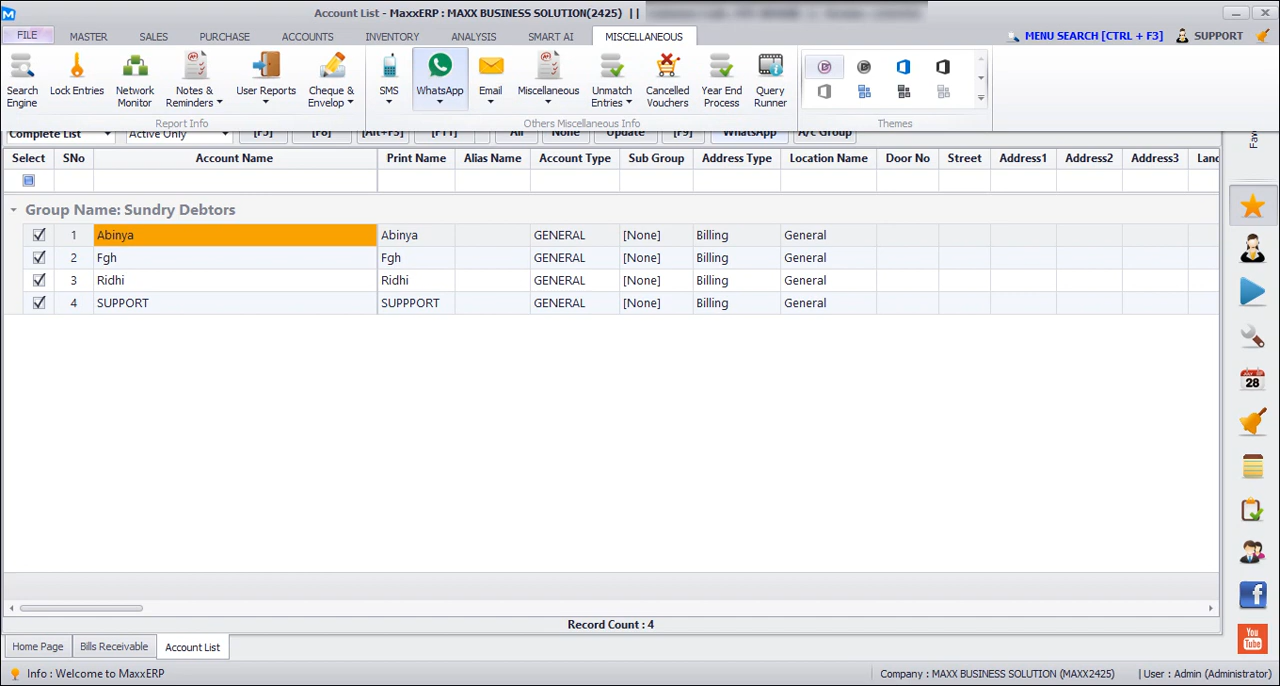 Account List - MaxxERP : MAXX BUSINESS SOLUTION(2425) ||
FILE MASTER SALES PURCHASE ACCOUNTS INVENTORY ANALYSIS SMART AI MISCELLANEOUS MENU SEARCH [CTRL + F3] SUPPORT
Search Engine Lock Entries Network Monitor Notes & Reminders User Reports Cheque & Envelop SMS WhatsApp Email Miscellaneous Unmatch Entries Cancelled Vouchers Year End Process Query Runner
Report Info Others Miscellaneous Info Themes
Complete List Active Only [F5] [F8] [Alt+F5] [F11] All None Update [F9] WhatsApp A/C Group Fav
Select SNo Account Name Print Name Alias Name Account Type Sub Group Address Type Location Name Door No Street Address1 Address2 Address3 Land
Group Name: Sundry Debtors
1 Abinya Abinya GENERAL [None] Billing General
2 Fgh Fgh GENERAL [None] Billing General
3 Ridhi Ridhi GENERAL [None] Billing General
4 SUPPORT SUPPPORT GENERAL [None] Billing General
JULY 28
You Tube
Record Count : 4
Home Page Bills Receivable Account List
Info : Welcome to MaxxERP Company : MAXX BUSINESS SOLUTION (MAXX2425) | User : Admin (Administrator)